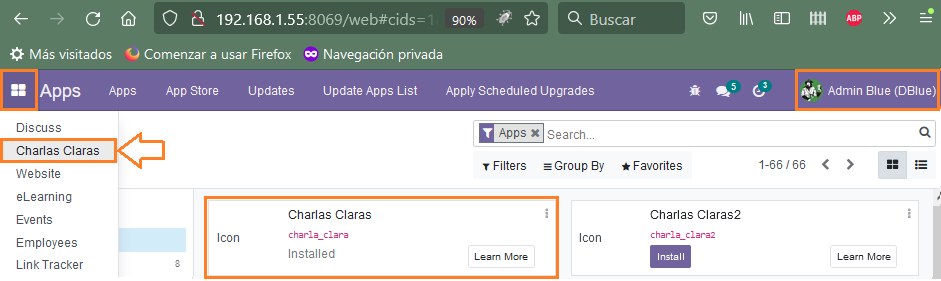 192.168.1.55:8069/web#cids=1 90% Buscar ABP
Más visitados Comenzar a usar Firefox Navegación privada
Apps Apps App Store Updates Update Apps List Apply Scheduled Upgrades 5 3 Admin Blue (DBlue)
Discuss
Charlas Claras
Website
eLearning
Events
Employees
Link Tracker 8
Apps Search...
Filters Group By Favorites 1-66 / 66
Charlas Claras
Icon
charla_clara
Installed
Learn More
Charlas Claras2
Icon
charla_clara2
Install
Learn More